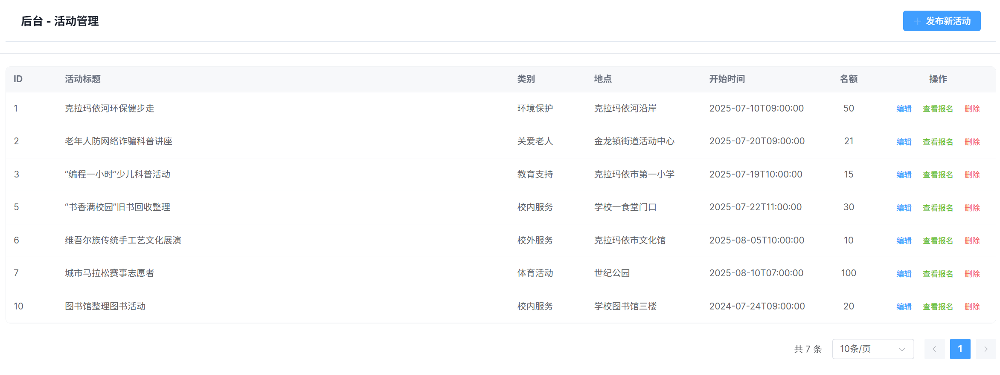 后台 - 活动管理
发布新活动
ID 活动标题 类别 地点 开始时间 名额 操作
1 克拉玛依河环保健步走 环境保护 克拉玛依河沿岸 2025-07-10T09:00:00 50 编辑 查看报名 删除
2 老年人防网络诈骗科普讲座 关爱老人 金龙镇街道活动中心 2025-07-20T09:00:00 21 编辑 查看报名 删除
3 “编程一小时”少儿科普活动 教育支持 克拉玛依市第一小学 2025-07-19T10:00:00 15 编辑 查看报名 删除
5 “书香满校园”旧书回收整理 校内服务 学校一食堂门口 2025-07-22T11:00:00 30 编辑 查看报名 删除
6 维吾尔族传统手工艺文化展演 校外服务 克拉玛依市文化馆 2025-08-05T10:00:00 10 编辑 查看报名 删除
7 城市马拉松赛事志愿者 体育活动 世纪公园 2025-08-10T07:00:00 100 编辑 查看报名 删除
10 图书馆整理图书活动 校内服务 学校图书馆三楼 2024-07-24T09:00:00 20 编辑 查看报名 删除
共 7 条 10条/页 1